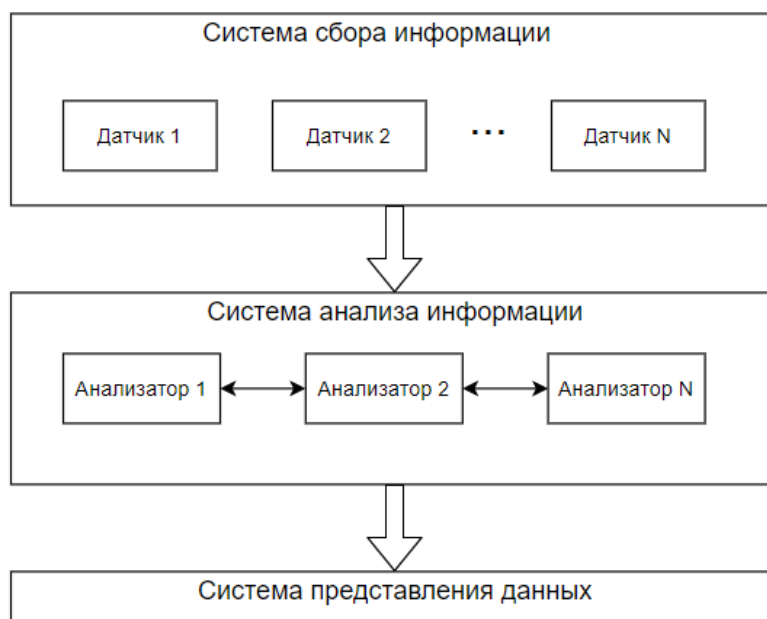 Система сбора информации
Датчик 1
Датчик 2
...
Датчик N
Система анализа информации
Анализатор 1
Анализатор 2
Анализатор N
Система представления данных